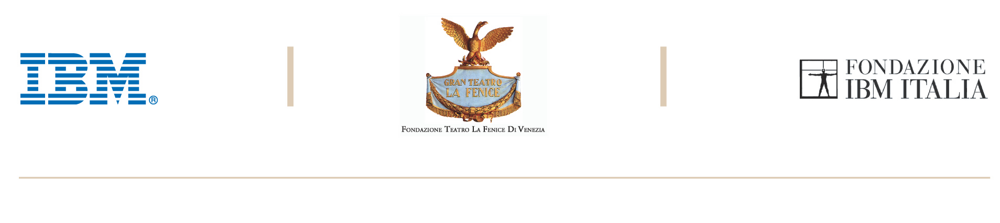 IBM®
GRAN TEATRO
LA FENICE
FONDAZIONE TEATRO LA FENICE DI VENEZIA
FONDAZIONE
IBM ITALIA